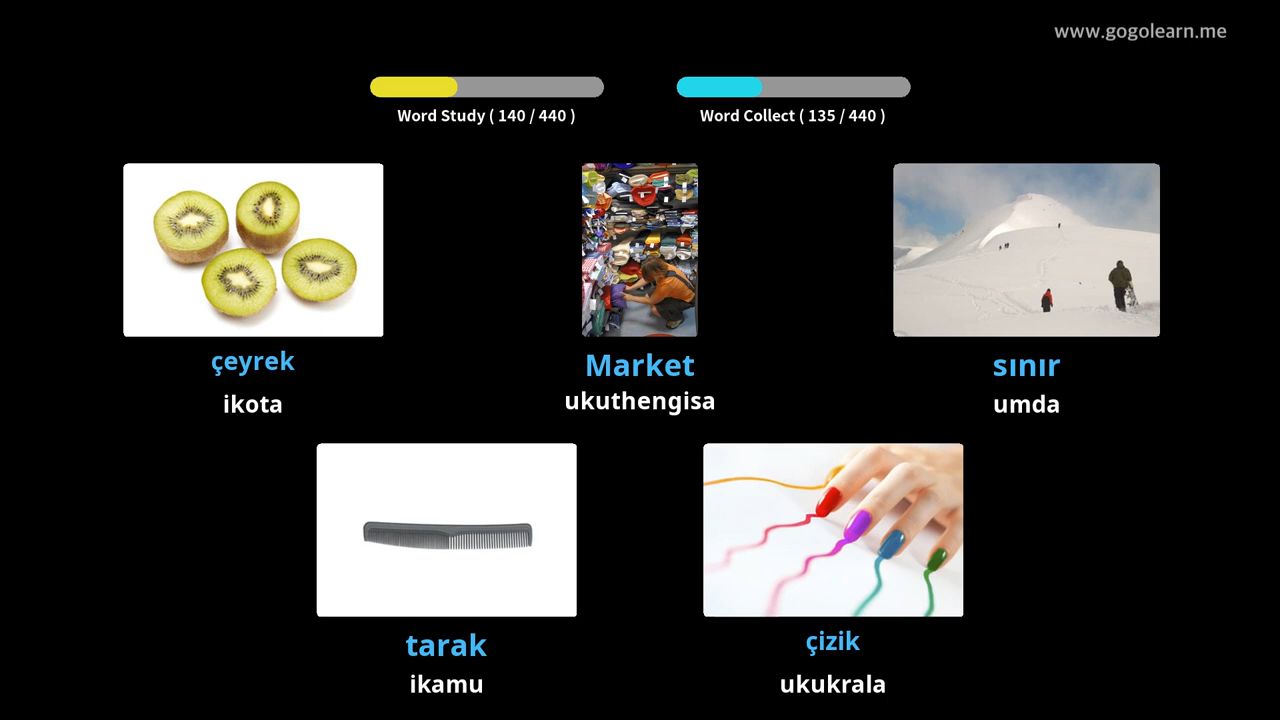 www.gogolearn.me
Word Study ( 140 / 440 )
Word Collect ( 135 / 440 )
çeyrek
ikota
Market
ukuthengisa
sınır
umda
tarak
ikamu
çizik
ukukrala